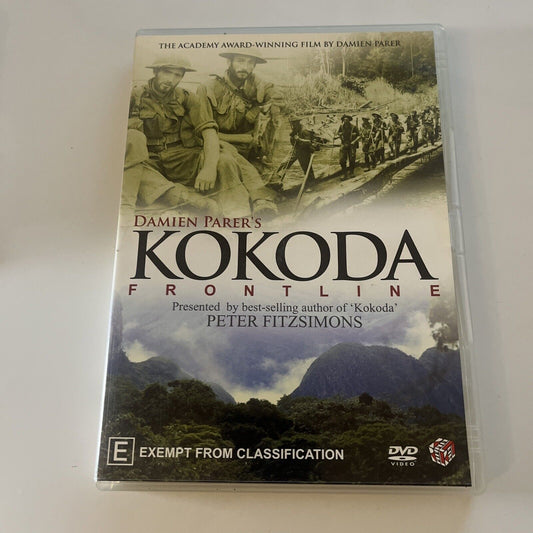 THE ACADEMY AWARD-WINNING FILM BY DAMIEN PARER
DAMIEN PARER'S
KOKODA
FRONTLINE
Presented by best-selling author of 'Kokoda'
PETER FITZSIMONS
E EXEMPT FROM CLASSIFICATION
DVD
VIDEO